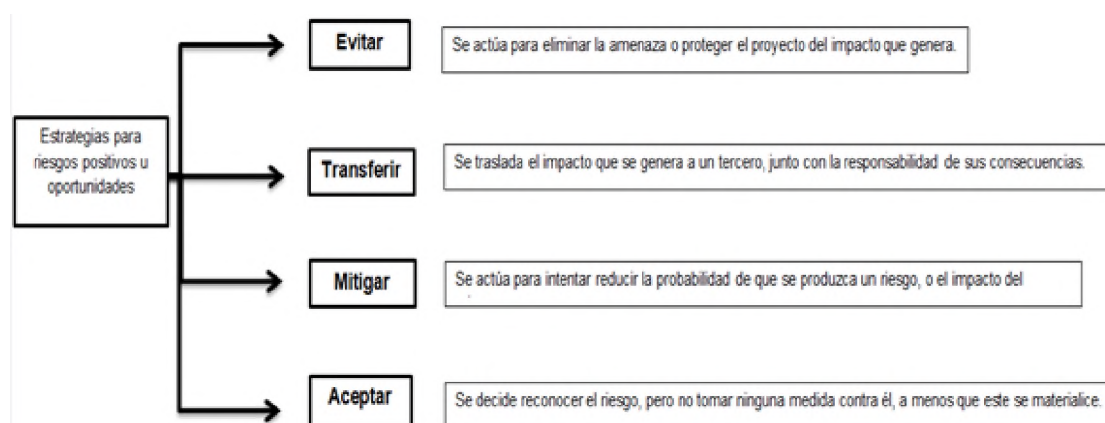 Evitar
Se actúa para eliminar la amenaza o proteger el proyecto del impacto que genera.
Estrategias para
riesgos positivos u
oportunidades
Transferir
Se traslada el impacto que se genera a un tercero, junto con la responsabilidad de sus consecuencias.
Mitigar
Se actúa para intentar reducir la probabilidad de que se produzca un riesgo, o el impacto del
Aceptar
Se decide reconocer el riesgo, pero no tomar ninguna medida contra él, a menos que este se materialice.